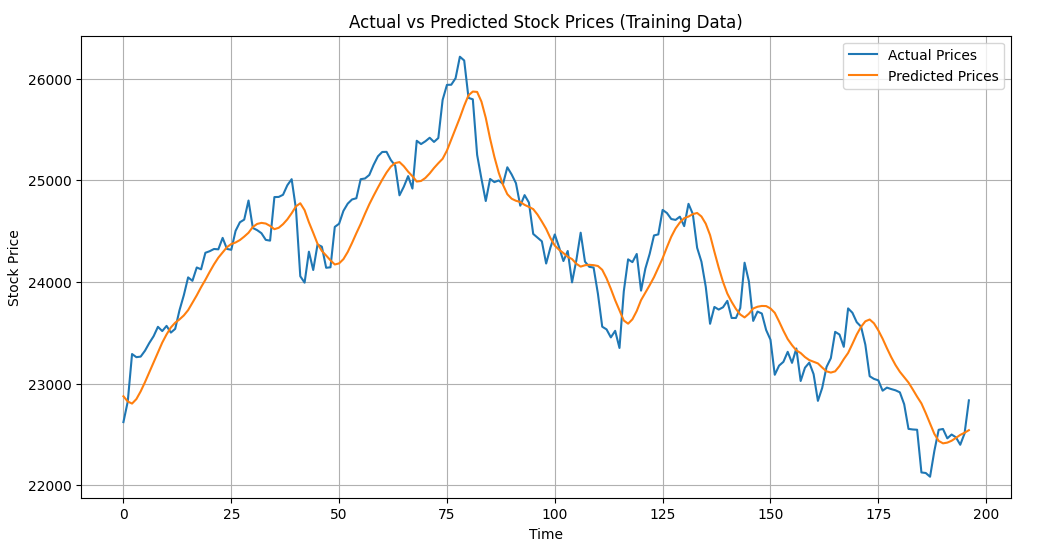 Actual vs Predicted Stock Prices (Training Data)
Actual Prices
Predicted Prices
Stock Price
26000
25000
24000
23000
22000
0 25 50 75 100 125 150 175 200
Time